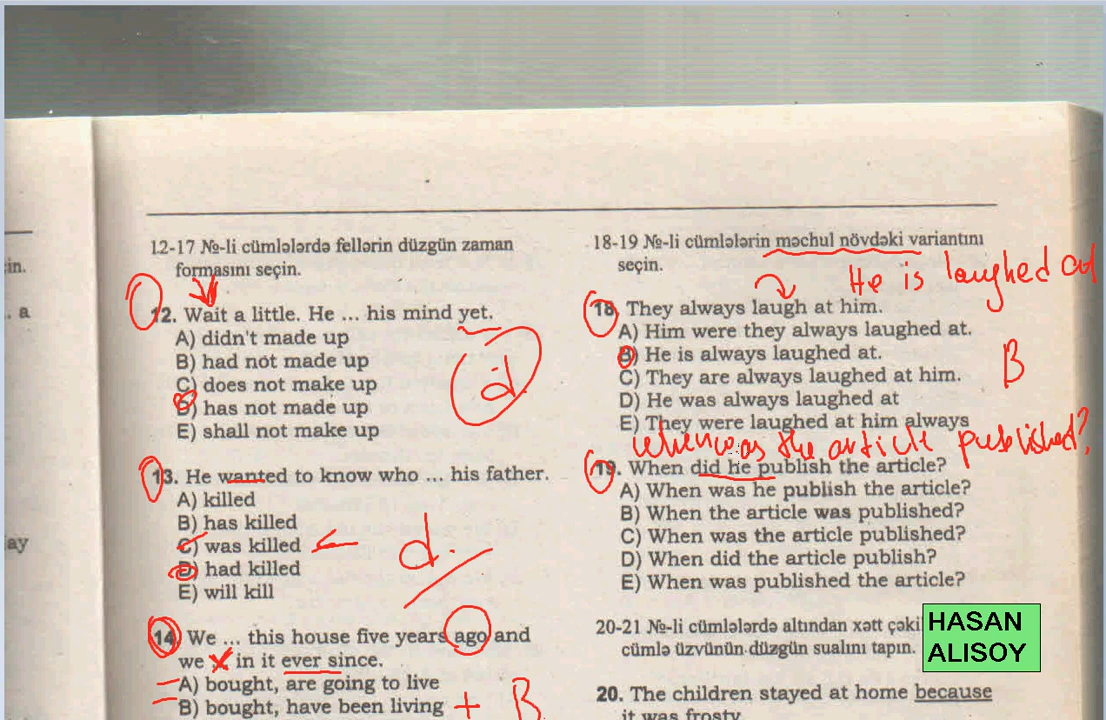 in.
. a
ay
12-17 №-li cümlələrdə fellərin düzgün zaman
formasını seçin.
12. Wait a little. He ... his mind yet.
A) didn't made up
B) had not made up
C) does not make up
D) has not made up
E) shall not make up
d
13. He wanted to know who ... his father.
A) killed
B) has killed
C) was killed
D) had killed
E) will kill
d.
14. We ... this house five years ago and
we x in it ever since.
A) bought, are going to live
B) bought, have been living + B
18-19 №-li cümlələrin məchul növdəki variantını
seçin.
He is laughed at
18. They always laugh at him.
A) Him were they always laughed at.
B) He is always laughed at.
C) They are always laughed at him.
D) He was always laughed at
E) They were laughed at him always
B
when was the article published?
19. When did he publish the article?
A) When was he publish the article?
B) When the article was published?
C) When was the article published?
D) When did the article publish?
E) When was published the article?
20-21 №-li cümlələrdə altından xətt çəki
cümlə üzvünün düzgün sualını tapın.
HASAN
ALISOY
20. The children stayed at home because
it was frosty.